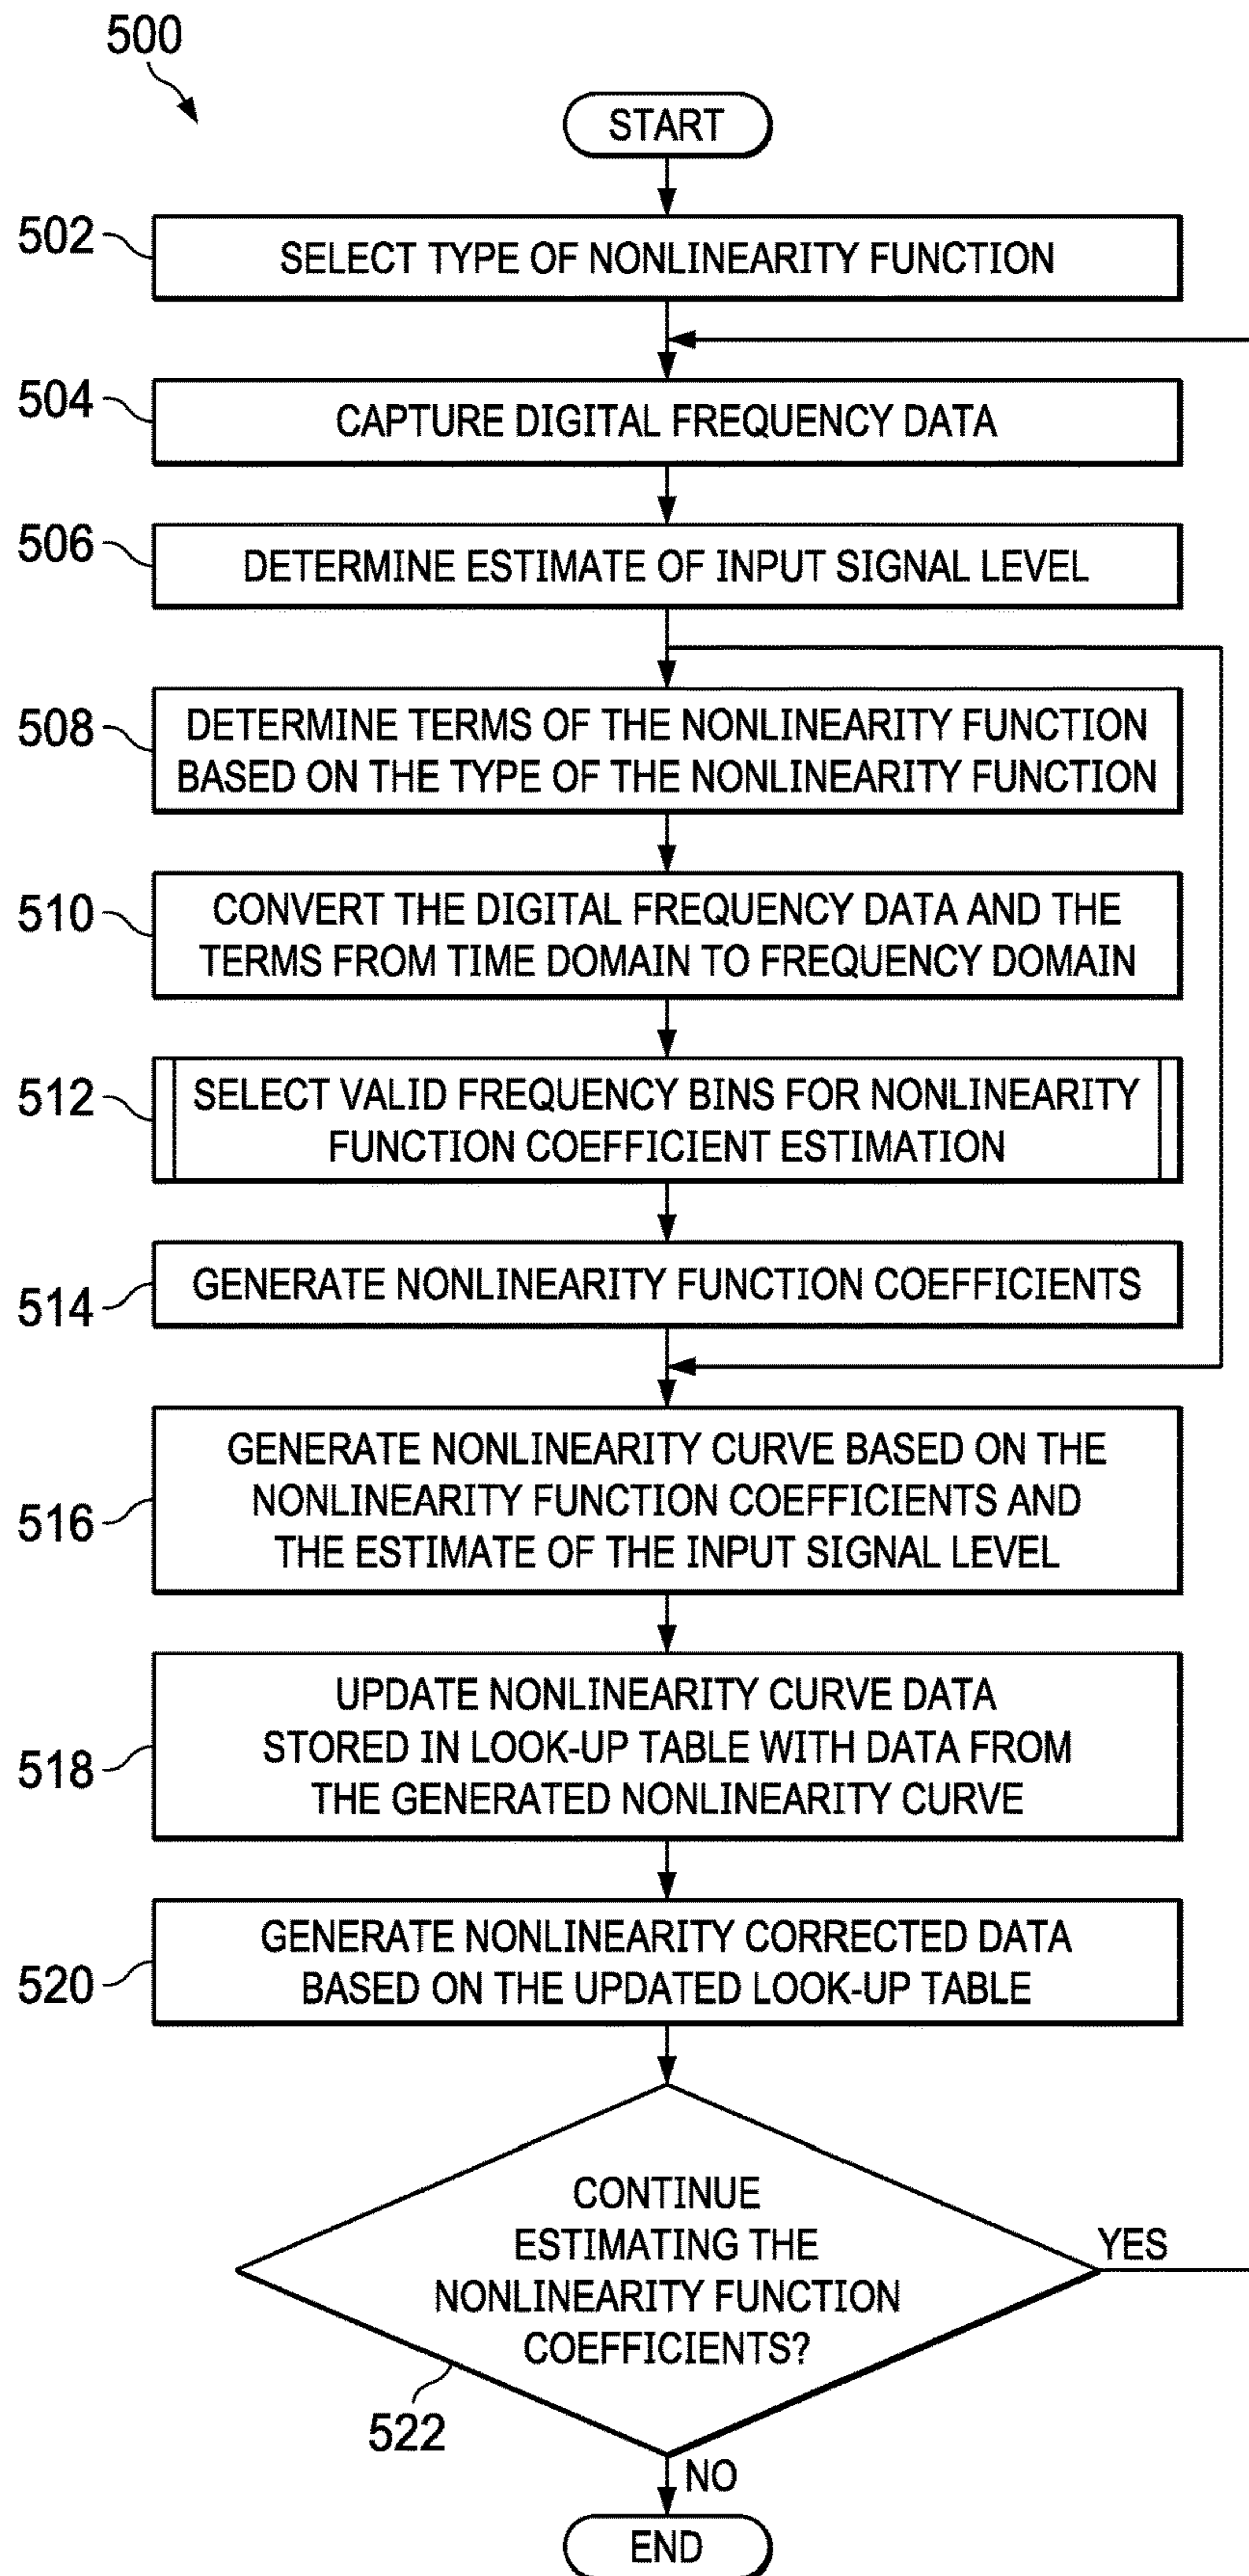 500
START
502
SELECT TYPE OF NONLINEARITY FUNCTION
504
CAPTURE DIGITAL FREQUENCY DATA
506
DETERMINE ESTIMATE OF INPUT SIGNAL LEVEL
508
DETERMINE TERMS OF THE NONLINEARITY FUNCTION
BASED ON THE TYPE OF THE NONLINEARITY FUNCTION
510
CONVERT THE DIGITAL FREQUENCY DATA AND THE
TERMS FROM TIME DOMAIN TO FREQUENCY DOMAIN
512
SELECT VALID FREQUENCY BINS FOR NONLINEARITY
FUNCTION COEFFICIENT ESTIMATION
514
GENERATE NONLINEARITY FUNCTION COEFFICIENTS
516
GENERATE NONLINEARITY CURVE BASED ON THE
NONLINEARITY FUNCTION COEFFICIENTS AND
THE ESTIMATE OF THE INPUT SIGNAL LEVEL
518
UPDATE NONLINEARITY CURVE DATA
STORED IN LOOK-UP TABLE WITH DATA FROM
THE GENERATED NONLINEARITY CURVE
520
GENERATE NONLINEARITY CORRECTED DATA
BASED ON THE UPDATED LOOK-UP TABLE
CONTINUE
ESTIMATING THE
NONLINEARITY FUNCTION
COEFFICIENTS?
YES
522
NO
END